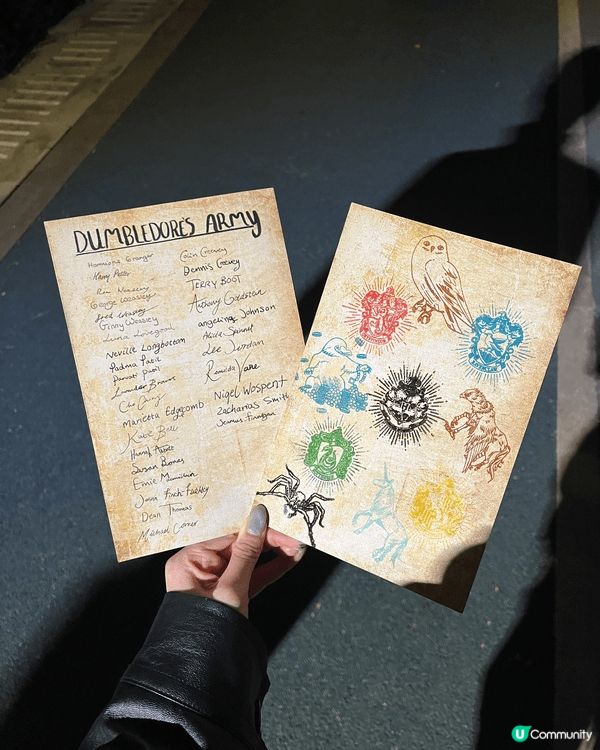 DUMBLEDORE'S ARMY
Hermione Granger
Harry Potter
Ron Weasley
George Weasley
Fred Weasley
Ginny Weasley
Luna Lovegood
Neville Longbottom
Padma Patil
Parvati patil
Lavender Brown
Cho Chang
Marietta Edgecomb
Katie Bell
Hannah Abbott
Susan Bones
Ernie Macmillan
Justin Finch-Fletchley
Dean Thomas
Michael Corner
Colin Creevey
Dennis Creevey
TERRY BOOT
Anthony Goldstein
angelina Johnson
Alicia Spinnet
Lee Jordan
Romilda Vane
Nigel Wospert
Zacharias Smith
Seamus Finnigan
U Community